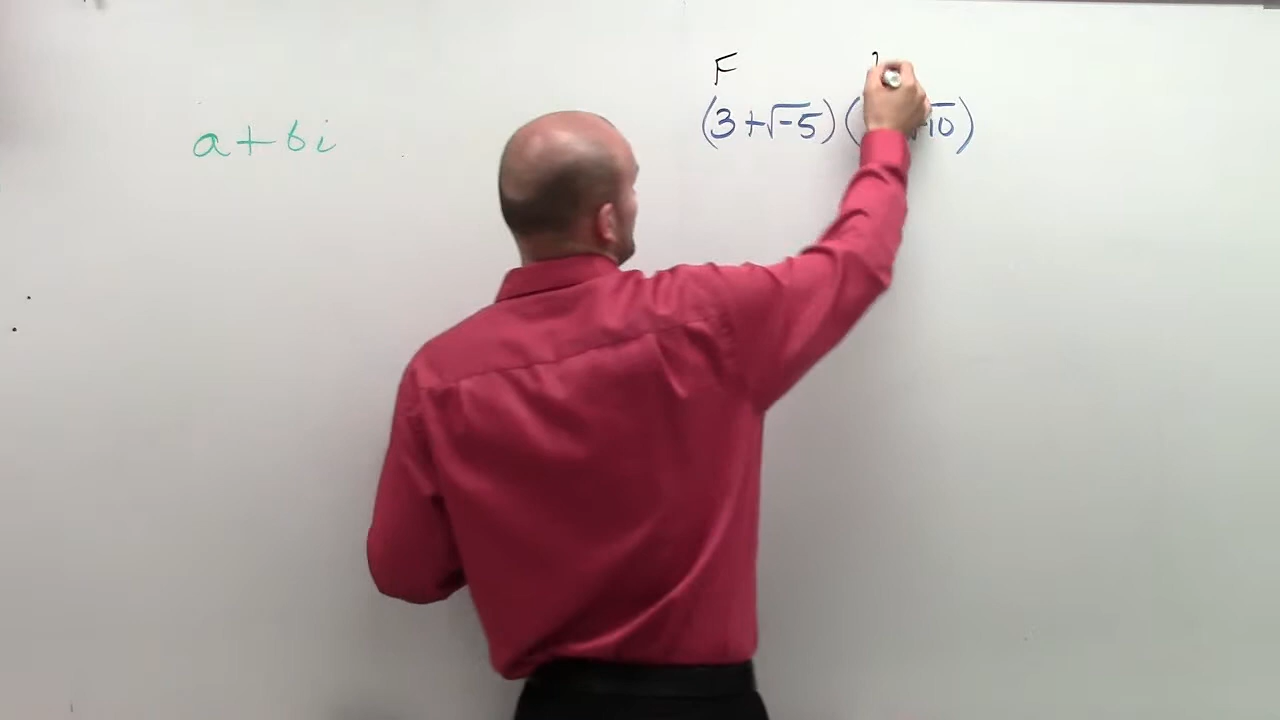 F
a + bi
(3 + √-5)(    10)